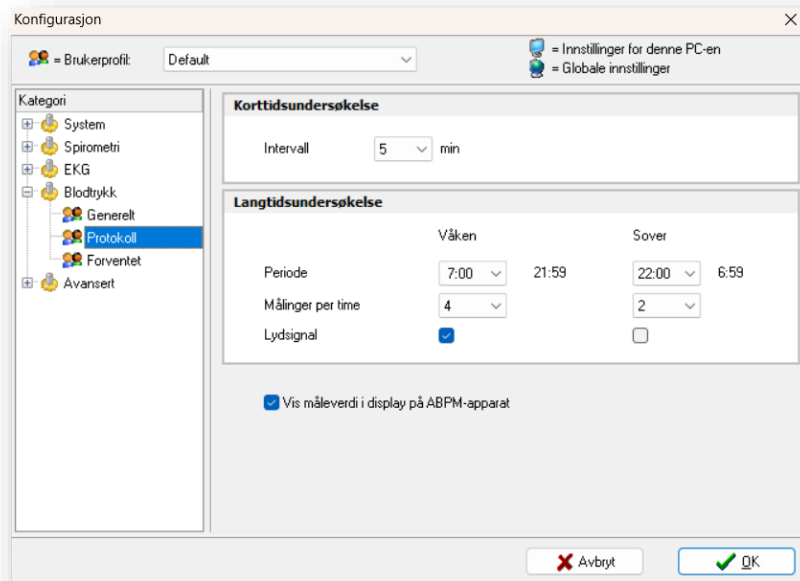 Konfigurasjon
= Brukerprofil: Default
= Innstillinger for denne PC-en
= Globale innstillinger
Kategori
System
Spirometri
EKG
Blodtrykk
Generelt
Protokoll
Forventet
Avansert
Korttidsundersøkelse
Intervall 5 min
Langtidsundersøkelse
Våken Sover
Periode 7:00 21:59 22:00 6:59
Målinger per time 4 2
Lydsignal
Vis måleverdi i display på ABPM-apparat
Avbryt OK